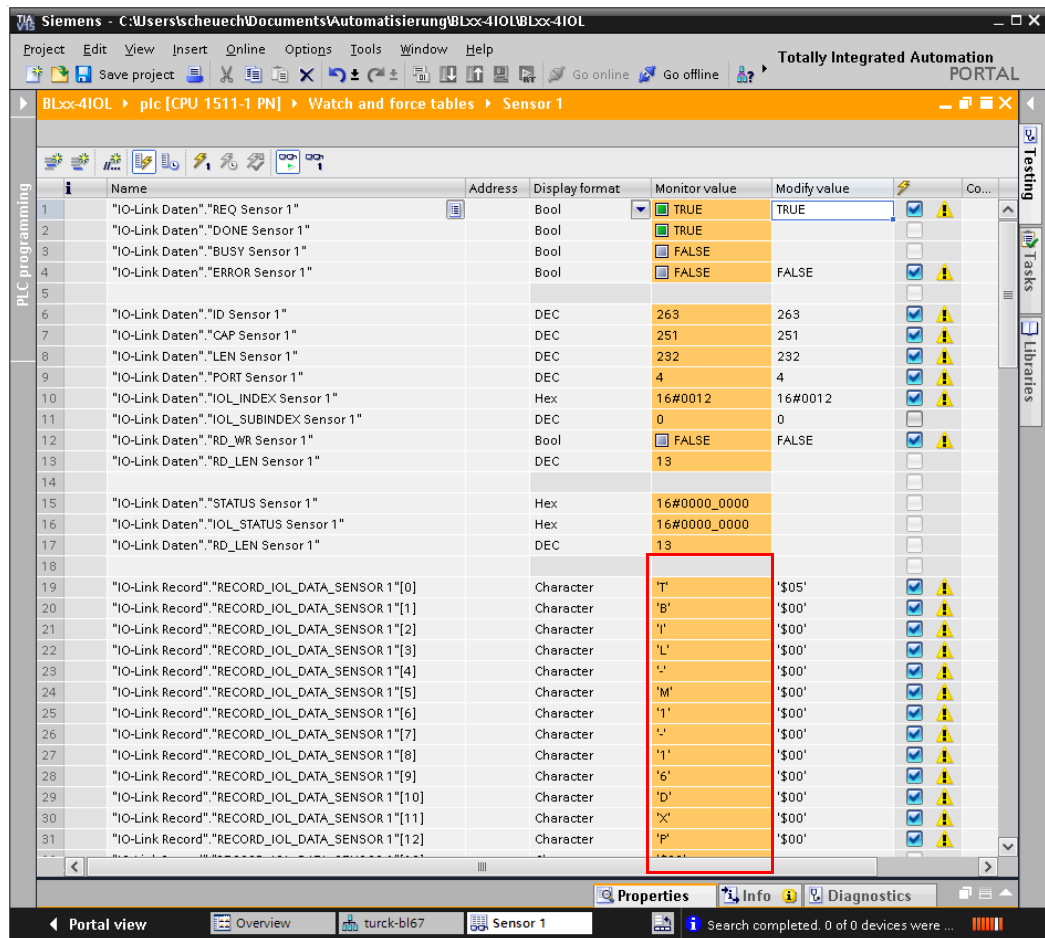 Siemens - C:\Users\scheuech\Documents\Automatisierung\BLxx-4IOL\BLxx-4IOL
Project Edit View Insert Online Options Tools Window Help
Totally Integrated Automation
PORTAL
Save project Go online Go offline
BLxx-4IOL ▸ plc [CPU 1511-1 PN] ▸ Watch and force tables ▸ Sensor 1
PLC programming
Testing
Tasks
Libraries
i Name Address Display format Monitor value Modify value Co...
1 "IO-Link Daten"."REQ Sensor 1" Bool TRUE TRUE
2 "IO-Link Daten"."DONE Sensor 1" Bool TRUE
3 "IO-Link Daten"."BUSY Sensor 1" Bool FALSE
4 "IO-Link Daten"."ERROR Sensor 1" Bool FALSE FALSE
5
6 "IO-Link Daten"."ID Sensor 1" DEC 263 263
7 "IO-Link Daten"."CAP Sensor 1" DEC 251 251
8 "IO-Link Daten"."LEN Sensor 1" DEC 232 232
9 "IO-Link Daten"."PORT Sensor 1" DEC 4 4
10 "IO-Link Daten"."IOL_INDEX Sensor 1" Hex 16#0012 16#0012
11 "IO-Link Daten"."IOL_SUBINDEX Sensor 1" DEC 0 0
12 "IO-Link Daten"."RD_WR Sensor 1" Bool FALSE FALSE
13 "IO-Link Daten"."RD_LEN Sensor 1" DEC 13
14
15 "IO-Link Daten"."STATUS Sensor 1" Hex 16#0000_0000
16 "IO-Link Daten"."IOL_STATUS Sensor 1" Hex 16#0000_0000
17 "IO-Link Daten"."RD_LEN Sensor 1" DEC 13
18
19 "IO-Link Record"."RECORD_IOL_DATA_SENSOR 1"[0] Character 'T' '$05'
20 "IO-Link Record"."RECORD_IOL_DATA_SENSOR 1"[1] Character 'B' '$00'
21 "IO-Link Record"."RECORD_IOL_DATA_SENSOR 1"[2] Character 'I' '$00'
22 "IO-Link Record"."RECORD_IOL_DATA_SENSOR 1"[3] Character 'L' '$00'
23 "IO-Link Record"."RECORD_IOL_DATA_SENSOR 1"[4] Character '-' '$00'
24 "IO-Link Record"."RECORD_IOL_DATA_SENSOR 1"[5] Character 'M' '$00'
25 "IO-Link Record"."RECORD_IOL_DATA_SENSOR 1"[6] Character '1' '$00'
26 "IO-Link Record"."RECORD_IOL_DATA_SENSOR 1"[7] Character '-' '$00'
27 "IO-Link Record"."RECORD_IOL_DATA_SENSOR 1"[8] Character '1' '$00'
28 "IO-Link Record"."RECORD_IOL_DATA_SENSOR 1"[9] Character '6' '$00'
29 "IO-Link Record"."RECORD_IOL_DATA_SENSOR 1"[10] Character 'D' '$00'
30 "IO-Link Record"."RECORD_IOL_DATA_SENSOR 1"[11] Character 'X' '$00'
31 "IO-Link Record"."RECORD_IOL_DATA_SENSOR 1"[12] Character 'P' '$00'
Properties Info Diagnostics
Portal view Overview turck-bl67 Sensor 1 Search completed. 0 of 0 devices were ...